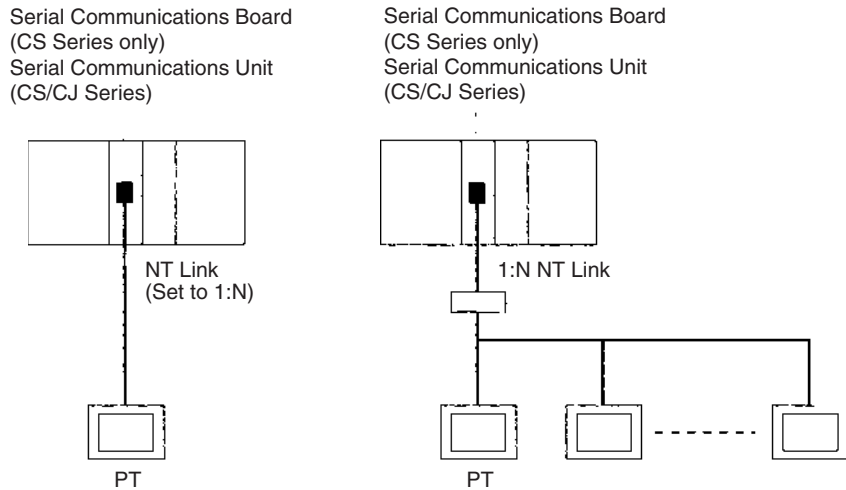 Serial Communications Board
(CS Series only)
Serial Communications Unit
(CS/CJ Series)
NT Link
(Set to 1:N)
PT
Serial Communications Board
(CS Series only)
Serial Communications Unit
(CS/CJ Series)
1:N NT Link
PT